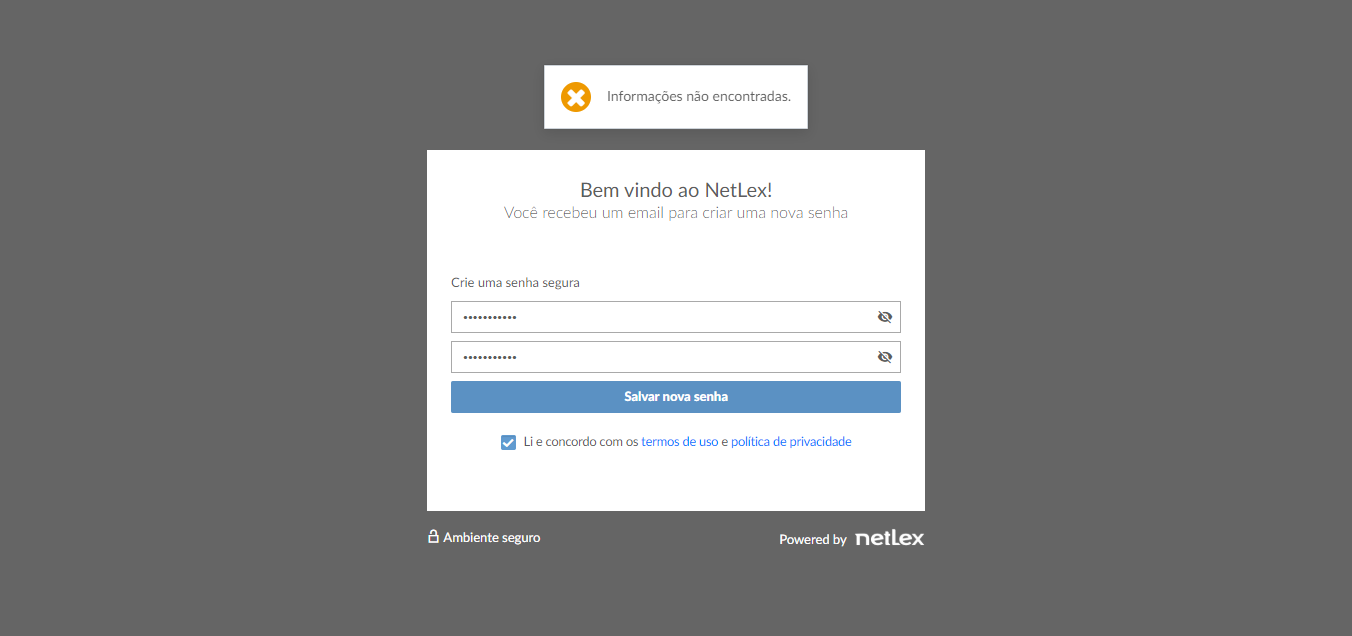 Informações não encontradas.
Bem vindo ao NetLex!
Você recebeu um email para criar uma nova senha
Crie uma senha segura
•••••••••••
•••••••••••
Salvar nova senha
Li e concordo com os termos de uso e política de privacidade
Ambiente seguro
Powered by netlex